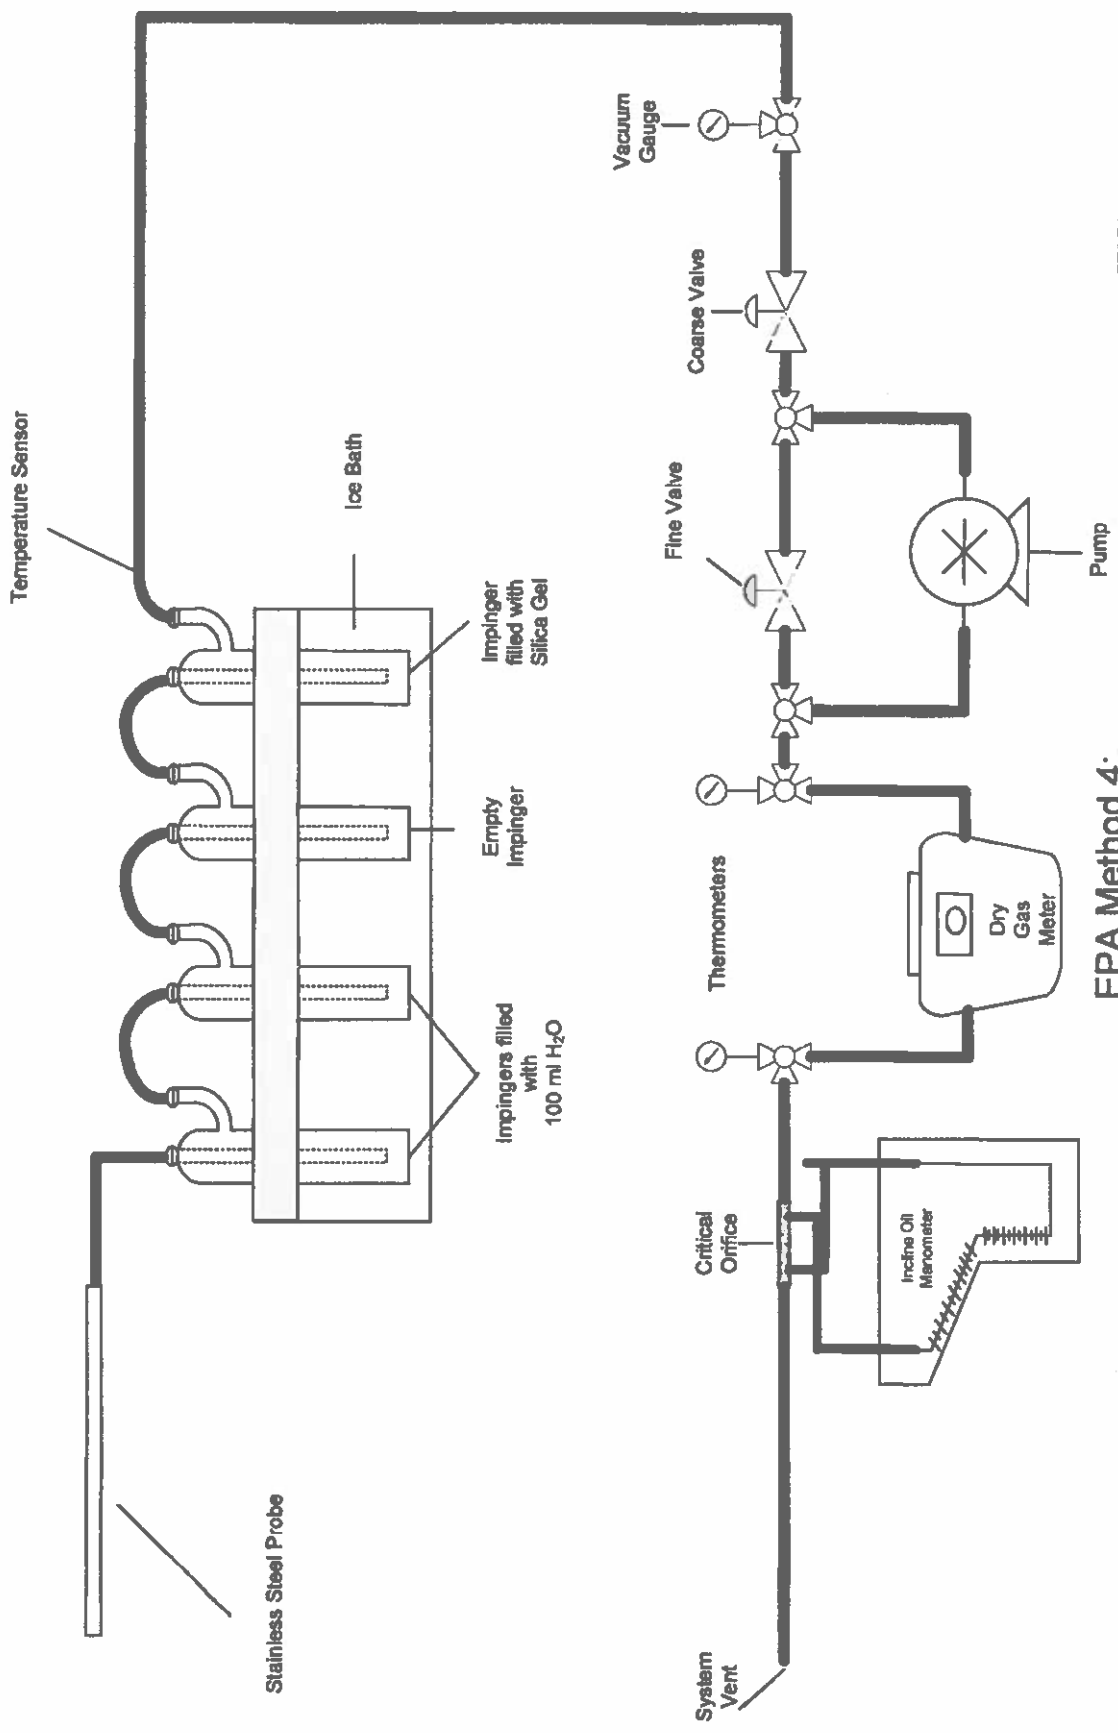 Temperature Sensor
Ice Bath
Impinger
filled with
Silica Gel
Empty
Impinger
Impingers filled
with
100 ml H₂O
Stainless Steel Probe
Vacuum
Gauge
Coarse Valve
Fine Valve
Pump
Thermometers
Dry
Gas
Meter
Critical
Orifice
Incline Oil
Manometer
System
Vent
EPA Method 4: